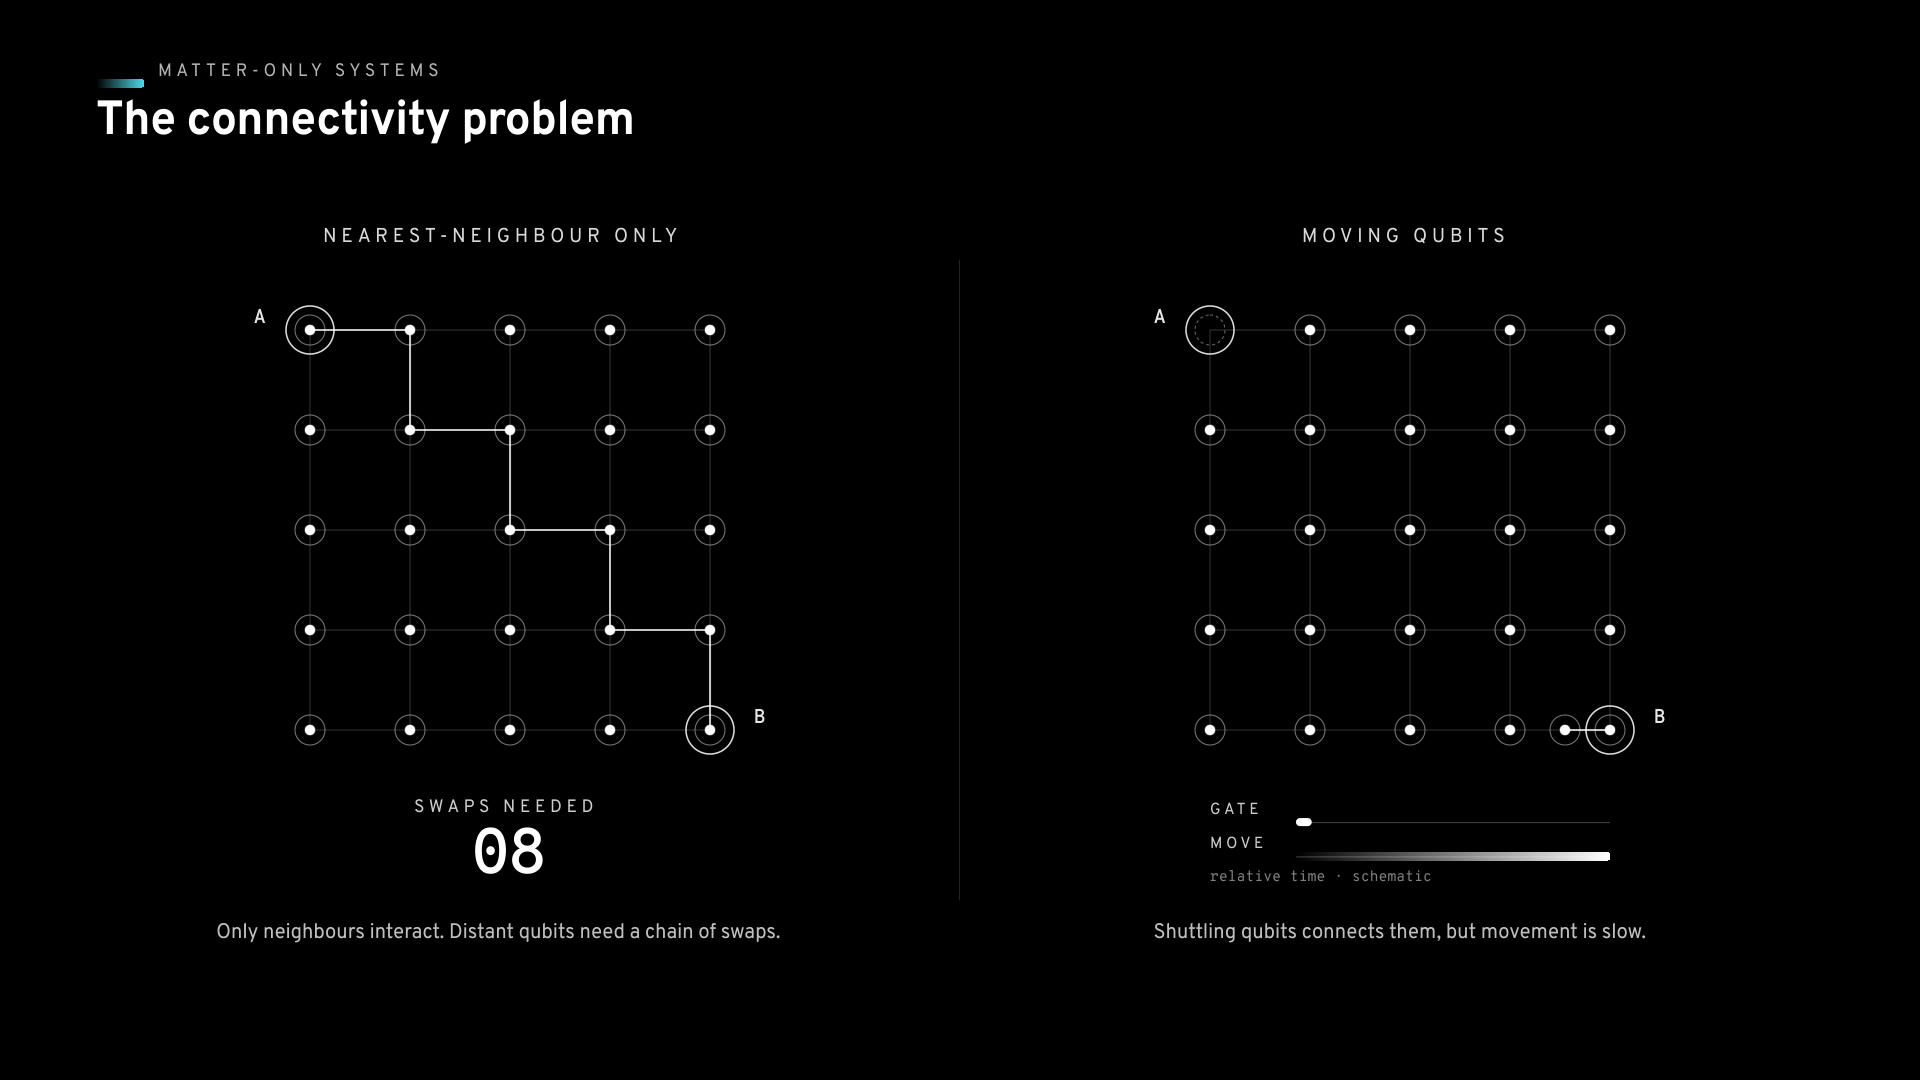 MATTER-ONLY SYSTEMS
The connectivity problem
NEAREST-NEIGHBOUR ONLY
A
B
SWAPS NEEDED
08
Only neighbours interact. Distant qubits need a chain of swaps.
MOVING QUBITS
A
B
GATE
MOVE
relative time · schematic
Shuttling qubits connects them, but movement is slow.